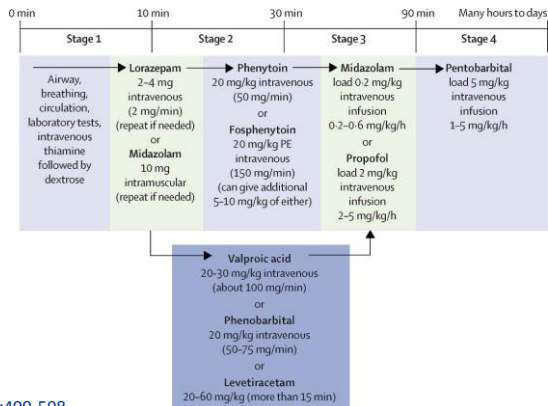 0 min 10 min 30 min 90 min Many hours to days
Stage 1 Stage 2 Stage 3 Stage 4
Airway,
breathing,
circulation,
laboratory tests,
intravenous
thiamine
followed by
dextrose
Lorazepam
2–4 mg
intravenous
(2 mg/min)
(repeat if needed)
or
Midazolam
10 mg
intramuscular
(repeat if needed)
Phenytoin
20 mg/kg intravenous
(50 mg/min)
or
Fosphenytoin
20 mg/kg PE
intravenous
(150 mg/min)
(can give additional
5–10 mg/kg of either)
Midazolam
load 0·2 mg/kg
intravenous
infusion
0·2–0·6 mg/kg/h
or
Propofol
load 2 mg/kg
intravenous
infusion
2–5 mg/kg/h
Pentobarbital
load 5 mg/kg
intravenous
infusion
1–5 mg/kg/h
Valproic acid
20–30 mg/kg intravenous
(about 100 mg/min)
or
Phenobarbital
20 mg/kg intravenous
(50–75 mg/min)
or
Levetiracetam
20–60 mg/kg (more than 15 min)